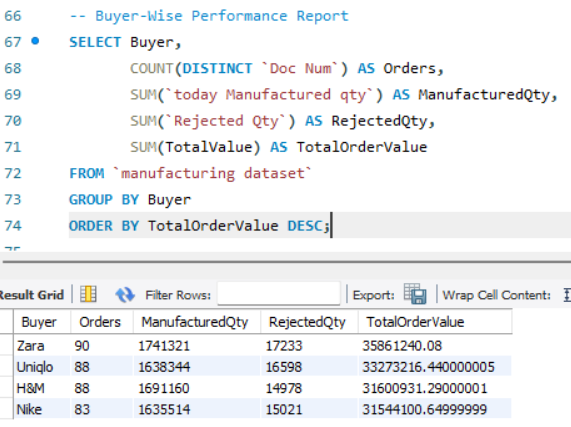 66 -- Buyer-Wise Performance Report
67 SELECT Buyer,
68 COUNT(DISTINCT `Doc Num`) AS Orders,
69 SUM(`today Manufactured qty`) AS ManufacturedQty,
70 SUM(`Rejected Qty`) AS RejectedQty,
71 SUM(TotalValue) AS TotalOrderValue
72 FROM `manufacturing dataset`
73 GROUP BY Buyer
74 ORDER BY TotalOrderValue DESC;
75
Result Grid Filter Rows: Export: Wrap Cell Content:
Buyer Orders ManufacturedQty RejectedQty TotalOrderValue
Zara 90 1741321 17233 35861240.08
Uniqlo 88 1638344 16598 33273216.440000005
H&M 88 1691160 14978 31600931.29000001
Nike 83 1635514 15021 31544100.64999999